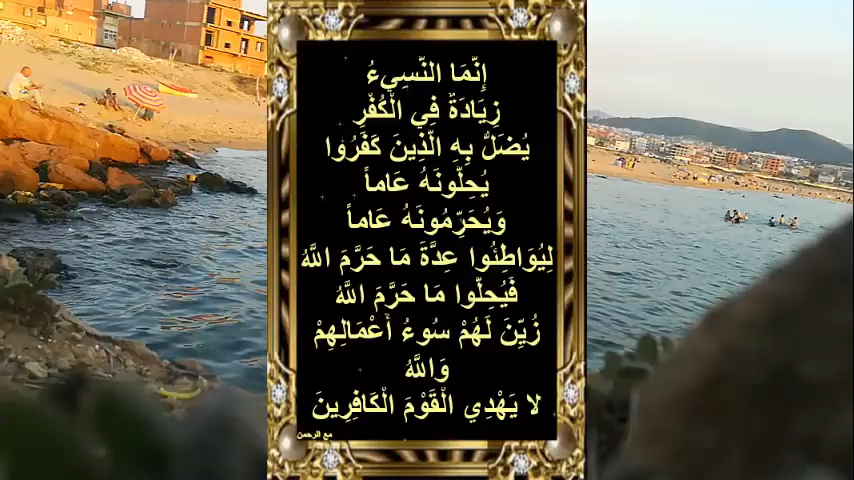 إِنَّمَا النَّسِيءُ
زِيَادَةٌ فِي الْكُفْرِ
يُضَلُّ بِهِ الَّذِينَ كَفَرُوا
يُحِلُّونَهُ عَاماً
وَيُحَرِّمُونَهُ عَاماً
لِيُوَاطِئُوا عِدَّةَ مَا حَرَّمَ اللَّهُ
فَيُحِلُّوا مَا حَرَّمَ اللَّهُ
زُيِّنَ لَهُمْ سُوءُ أَعْمَالِهِمْ
وَاللَّهُ
لا يَهْدِي الْقَوْمَ الْكَافِرِينَ
مع الرحمن